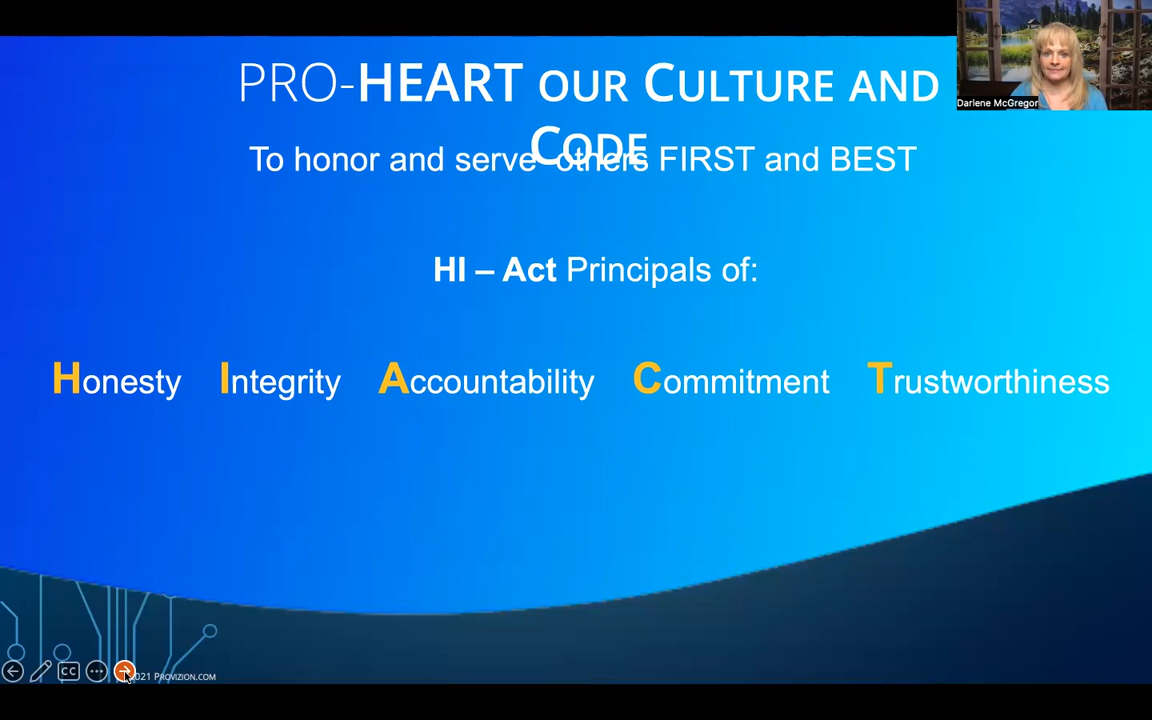 PRO-HEART OUR CULTURE AND
CODE
To honor and serve others FIRST and BEST
HI – Act Principals of:
Honesty Integrity Accountability Commitment Trustworthiness
Darlene McGregor
CC
2021 PROVIZION.COM